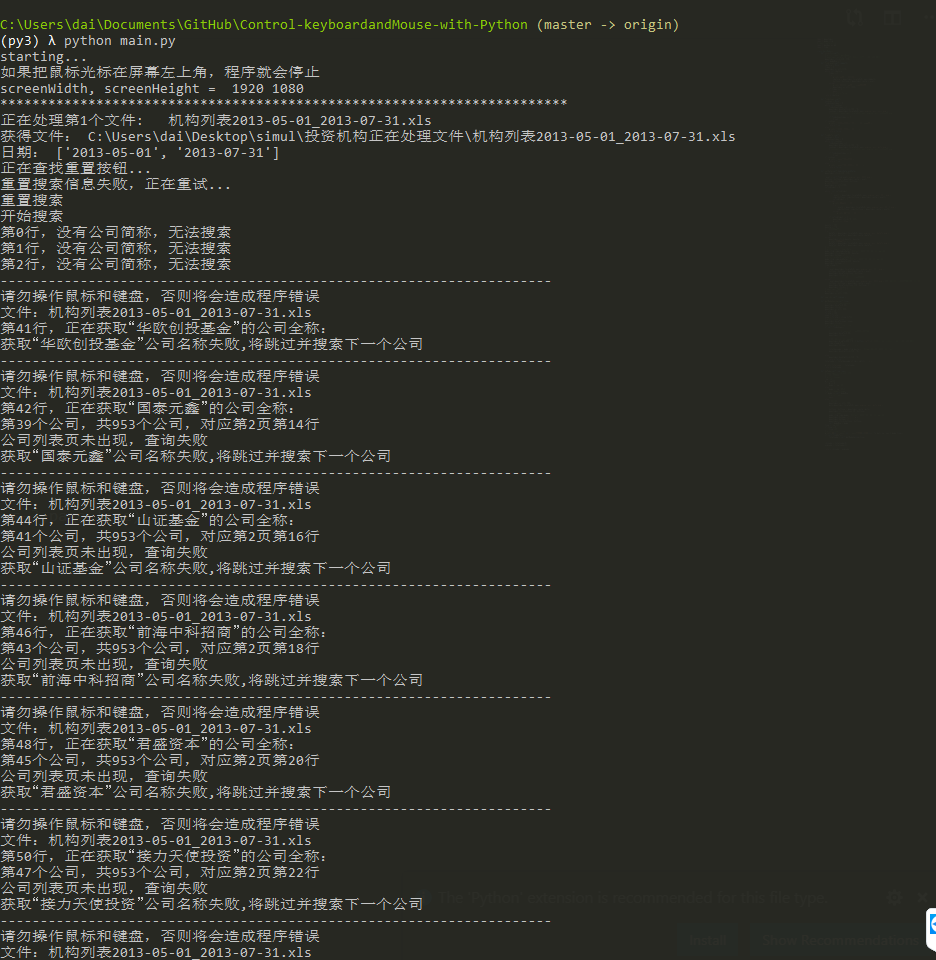 C:\Users\dai\Documents\GitHub\Control-keyboardandMouse-with-Python (master -> origin)
(py3) λ python main.py
starting...
如果把鼠标光标在屏幕左上角，程序就会停止
screenWidth, screenHeight =  1920 1080
***********************************************************************
正在处理第1个文件:   机构列表2013-05-01_2013-07-31.xls
获得文件： C:\Users\dai\Desktop\simul\投资机构正在处理文件\机构列表2013-05-01_2013-07-31.xls
日期： ['2013-05-01', '2013-07-31']
正在查找重置按钮...
重置搜索信息失败，正在重试...
重置搜索
开始搜索
第0行，没有公司简称，无法搜索
第1行，没有公司简称，无法搜索
第2行，没有公司简称，无法搜索
---------------------------------------------------------------------
请勿操作鼠标和键盘，否则将会造成程序错误
文件：机构列表2013-05-01_2013-07-31.xls
第41行，正在获取“华欧创投基金”的公司全称：
获取“华欧创投基金”公司名称失败,将跳过并搜索下一个公司
---------------------------------------------------------------------
请勿操作鼠标和键盘，否则将会造成程序错误
文件：机构列表2013-05-01_2013-07-31.xls
第42行，正在获取“国泰元鑫”的公司全称：
第39个公司，共953个公司，对应第2页第14行
公司列表页未出现，查询失败
获取“国泰元鑫”公司名称失败,将跳过并搜索下一个公司
---------------------------------------------------------------------
请勿操作鼠标和键盘，否则将会造成程序错误
文件：机构列表2013-05-01_2013-07-31.xls
第44行，正在获取“山证基金”的公司全称：
第41个公司，共953个公司，对应第2页第16行
公司列表页未出现，查询失败
获取“山证基金”公司名称失败,将跳过并搜索下一个公司
---------------------------------------------------------------------
请勿操作鼠标和键盘，否则将会造成程序错误
文件：机构列表2013-05-01_2013-07-31.xls
第46行，正在获取“前海中科招商”的公司全称：
第43个公司，共953个公司，对应第2页第18行
公司列表页未出现，查询失败
获取“前海中科招商”公司名称失败,将跳过并搜索下一个公司
---------------------------------------------------------------------
请勿操作鼠标和键盘，否则将会造成程序错误
文件：机构列表2013-05-01_2013-07-31.xls
第48行，正在获取“君盛资本”的公司全称：
第45个公司，共953个公司，对应第2页第20行
公司列表页未出现，查询失败
获取“君盛资本”公司名称失败,将跳过并搜索下一个公司
---------------------------------------------------------------------
请勿操作鼠标和键盘，否则将会造成程序错误
文件：机构列表2013-05-01_2013-07-31.xls
第50行，正在获取“接力天使投资”的公司全称：
第47个公司，共953个公司，对应第2页第22行
公司列表页未出现，查询失败
The 'Python' extension is recommended for this file type.
获取“接力天使投资”公司名称失败,将跳过并搜索下一个公司
---------------------------------------------------------------------
请勿操作鼠标和键盘，否则将会造成程序错误
Install Show Recommendations
文件：机构列表2013-05-01_2013-07-31.xls